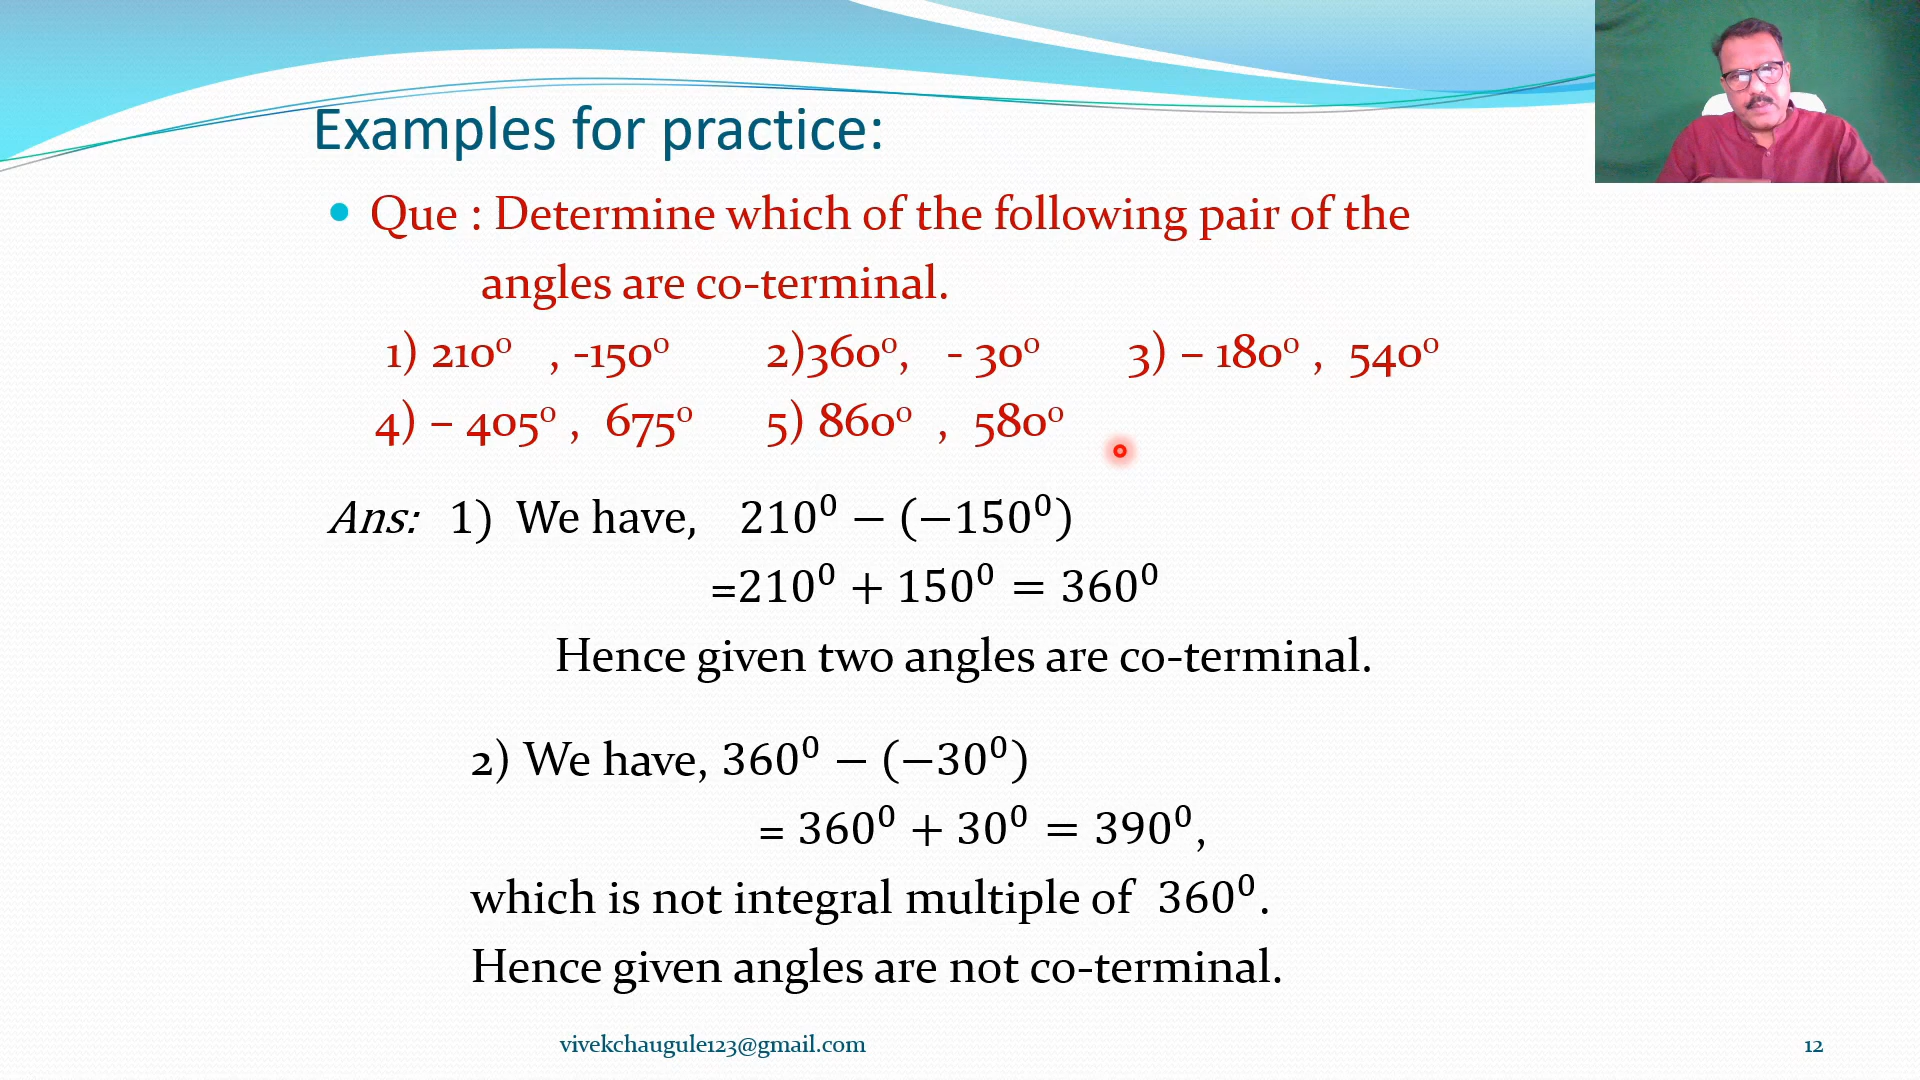 Examples for practice:
• Que : Determine which of the following pair of the
angles are co-terminal.
1) 210⁰ , -150⁰ 2)360⁰, - 30⁰ 3) – 180⁰ , 540⁰
4) – 405⁰ , 675⁰ 5) 860⁰ , 580⁰
Ans: 1) We have, 210⁰ − (−150⁰)
=210⁰ + 150⁰ = 360⁰
Hence given two angles are co-terminal.
2) We have, 360⁰ − (−30⁰)
= 360⁰ + 30⁰ = 390⁰,
which is not integral multiple of 360⁰.
Hence given angles are not co-terminal.
vivekchaugule123@gmail.com 12